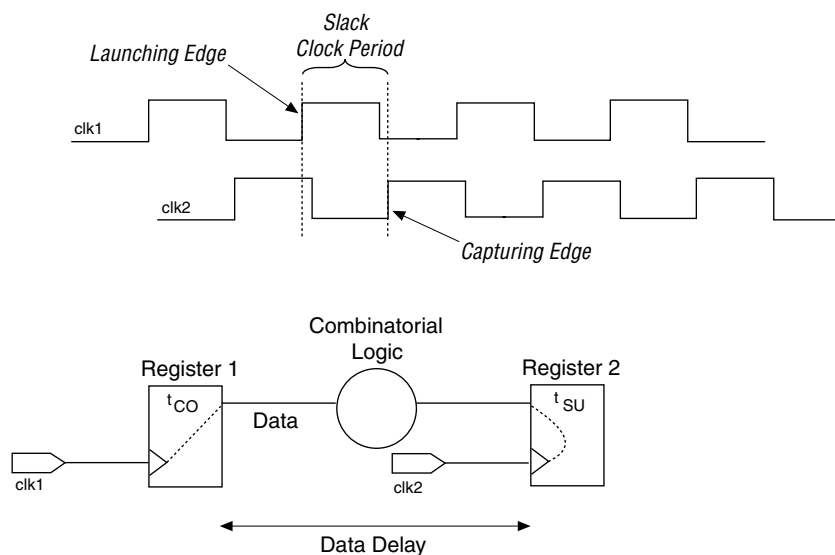 Slack
Clock Period
Launching Edge
clk1
clk2
Capturing Edge
Combinatorial
Logic
Register 1
Register 2
tCO
tSU
Data
clk1
clk2
Data Delay